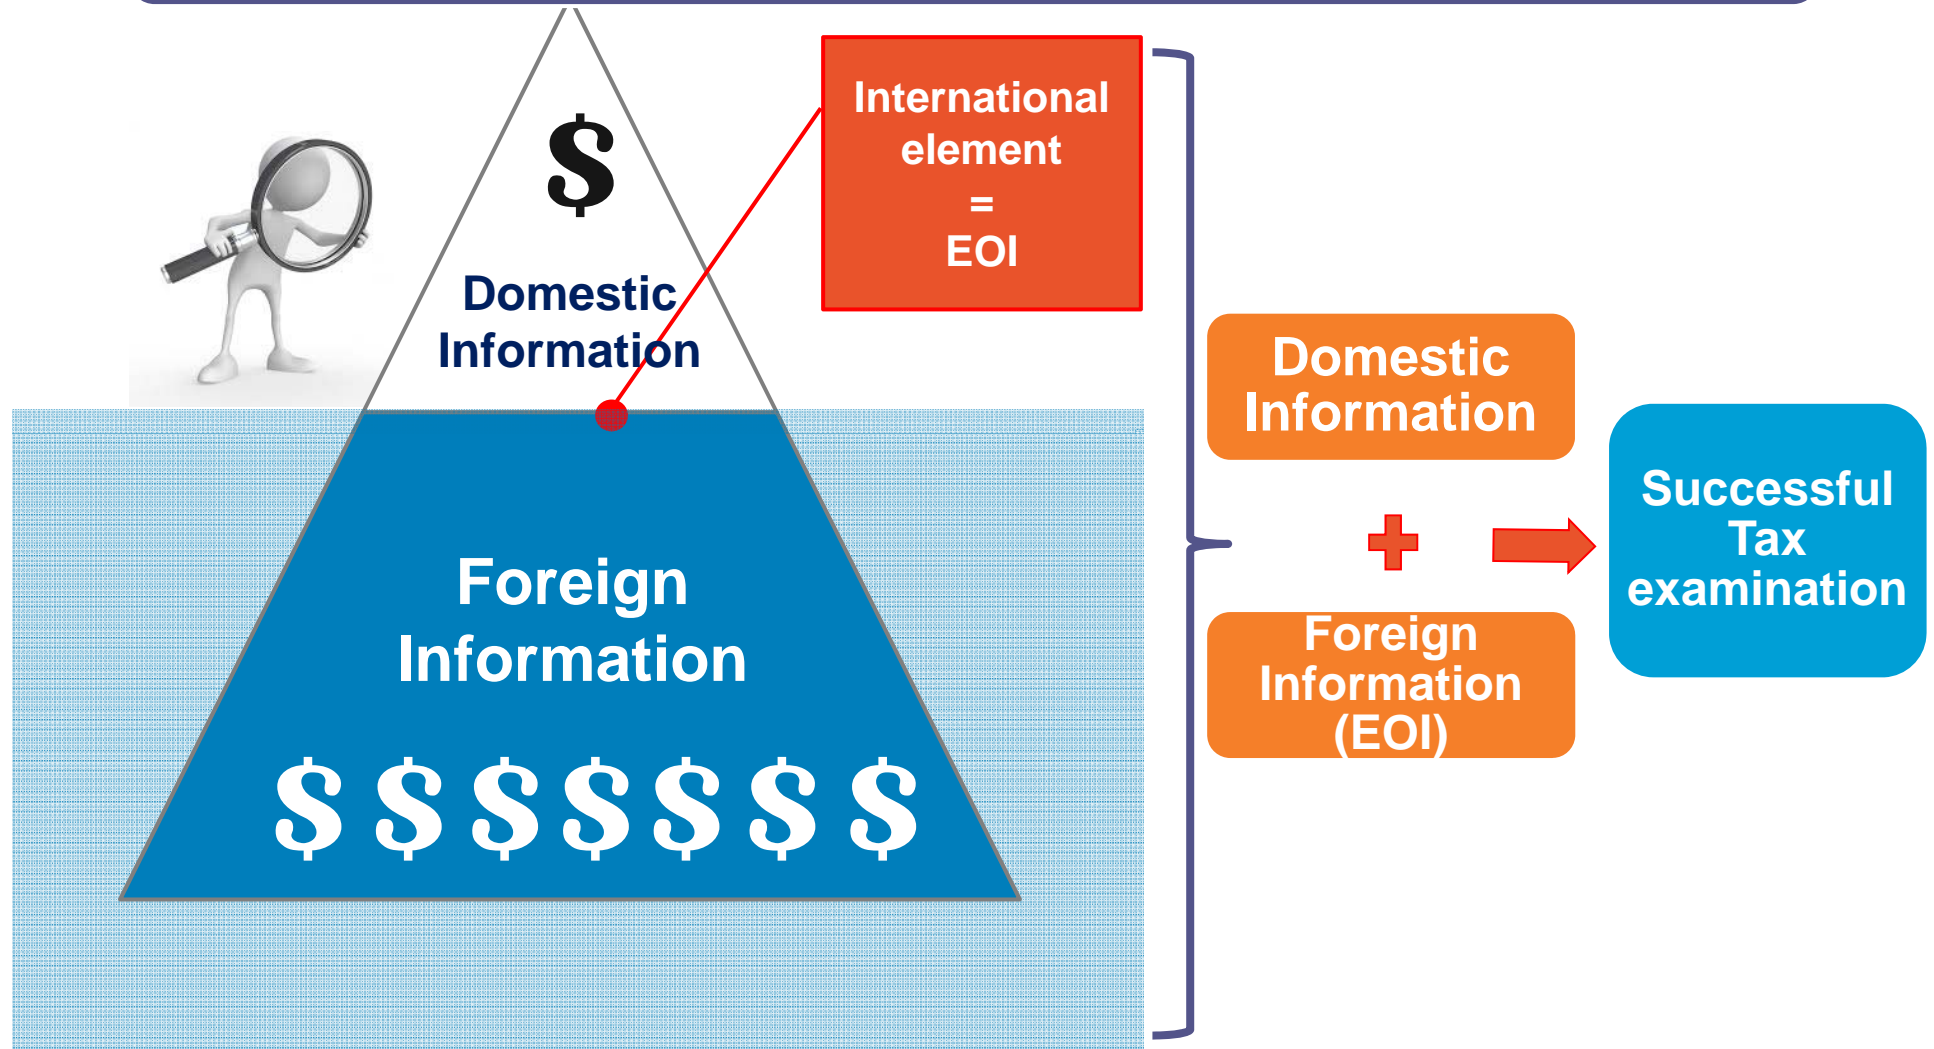 $
Domestic
Information
Foreign
Information
$ $ $ $ $ $ $
International
element
=
EOI
Domestic
Information
Foreign
Information
(EOI)
Successful
Tax
examination